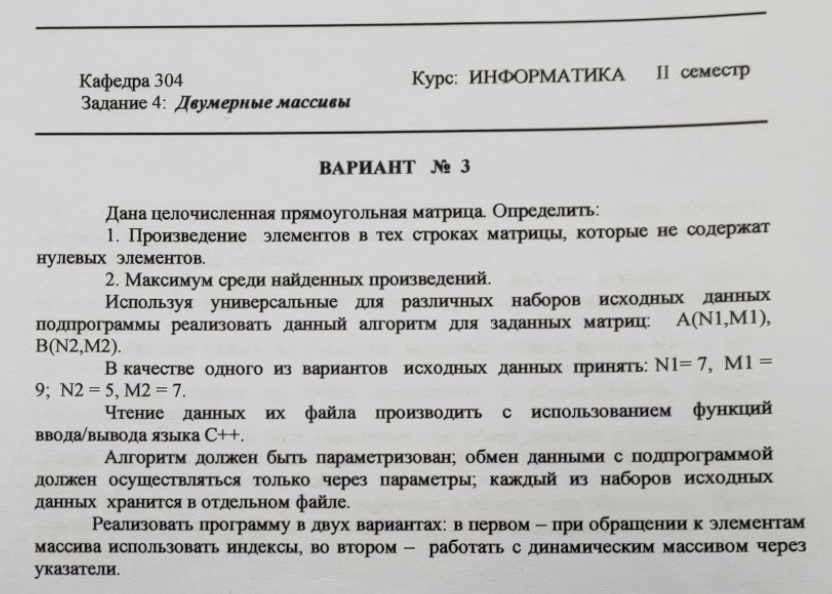 Кафедра 304 Курс: ИНФОРМАТИКА II семестр
Задание 4: Двумерные массивы
ВАРИАНТ № 3
Дана целочисленная прямоугольная матрица. Определить:
1. Произведение элементов в тех строках матрицы, которые не содержат
нулевых элементов.
2. Максимум среди найденных произведений.
Используя универсальные для различных наборов исходных данных
подпрограммы реализовать данный алгоритм для заданных матриц: A(N1,M1),
B(N2,M2).
В качестве одного из вариантов исходных данных принять: N1= 7, M1 =
9; N2 = 5, M2 = 7.
Чтение данных их файла производить с использованием функций
ввода/вывода языка C++.
Алгоритм должен быть параметризован; обмен данными с подпрограммой
должен осуществляться только через параметры; каждый из наборов исходных
данных хранится в отдельном файле.
Реализовать программу в двух вариантах: в первом – при обращении к элементам
массива использовать индексы, во втором – работать с динамическим массивом через
указатели.